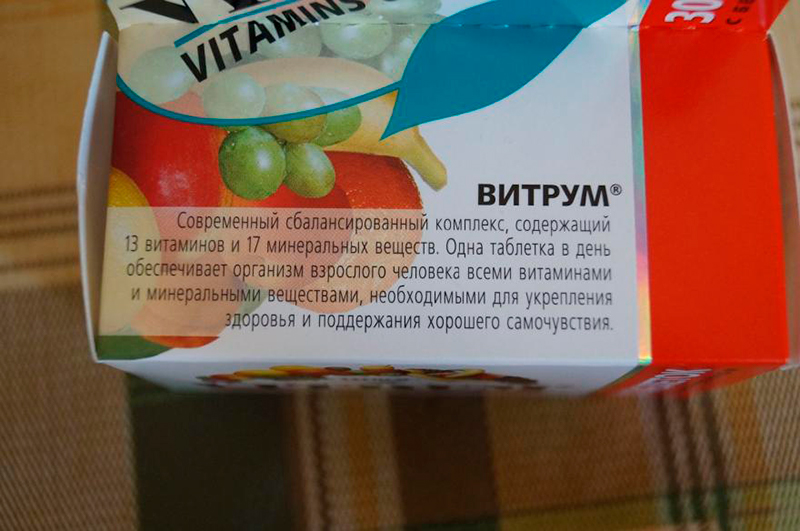 VITAMINS
30
ВИТРУМ®
Современный сбалансированный комплекс, содержащий
13 витаминов и 17 минеральных веществ. Одна таблетка в день
обеспечивает организм взрослого человека всеми витаминами
и минеральными веществами, необходимыми для укрепления
здоровья и поддержания хорошего самочувствия.